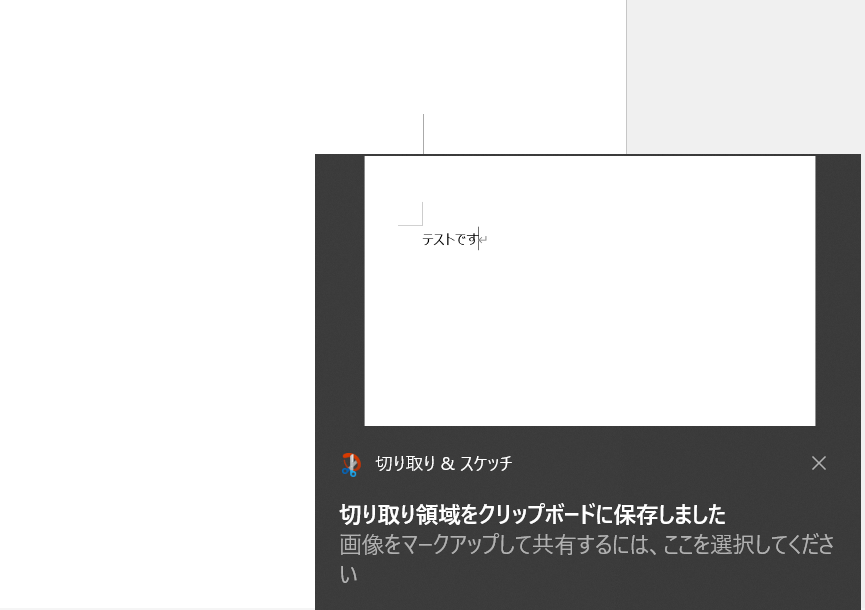 テストです↵
切り取り & スケッチ
切り取り領域をクリップボードに保存しました
画像をマークアップして共有するには、ここを選択してくださ
い